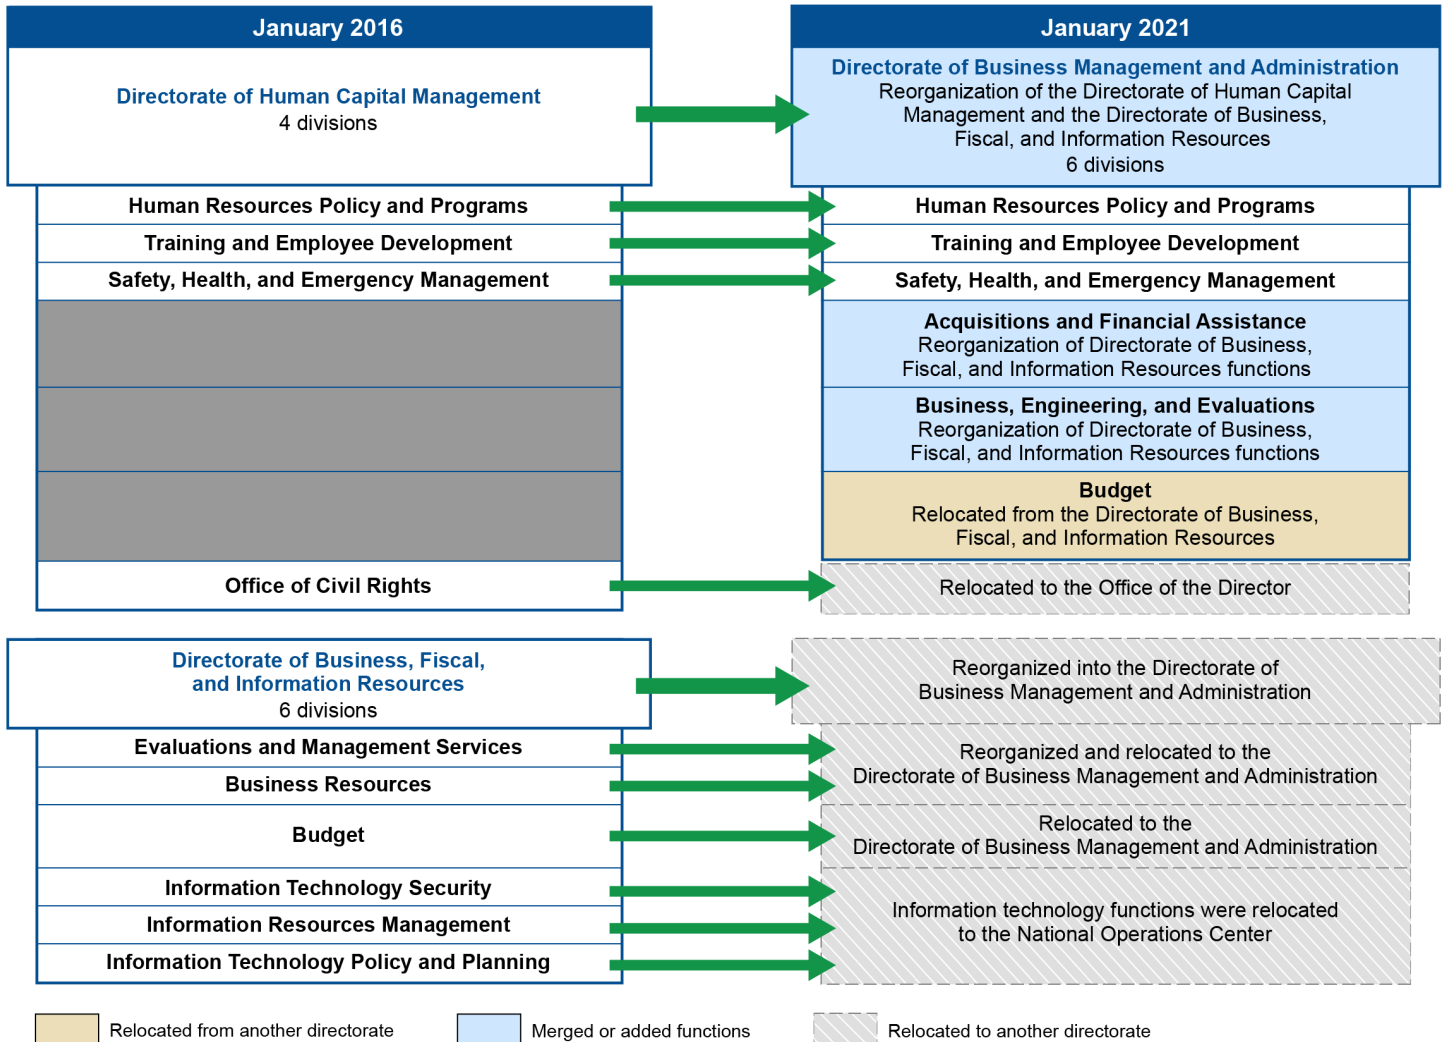 January 2016
January 2021
Directorate of Human Capital Management
4 divisions
Directorate of Business Management and Administration
Reorganization of the Directorate of Human Capital
Management and the Directorate of Business,
Fiscal, and Information Resources
6 divisions
Human Resources Policy and Programs
Human Resources Policy and Programs
Training and Employee Development
Training and Employee Development
Safety, Health, and Emergency Management
Safety, Health, and Emergency Management
Acquisitions and Financial Assistance
Reorganization of Directorate of Business,
Fiscal, and Information Resources functions
Business, Engineering, and Evaluations
Reorganization of Directorate of Business,
Fiscal, and Information Resources functions
Budget
Relocated from the Directorate of Business,
Fiscal, and Information Resources
Office of Civil Rights
Relocated to the Office of the Director
Directorate of Business, Fiscal,
and Information Resources
6 divisions
Reorganized into the Directorate of
Business Management and Administration
Evaluations and Management Services
Business Resources
Reorganized and relocated to the
Directorate of Business Management and Administration
Budget
Relocated to the
Directorate of Business Management and Administration
Information Technology Security
Information Resources Management
Information Technology Policy and Planning
Information technology functions were relocated
to the National Operations Center
Relocated from another directorate
Merged or added functions
Relocated to another directorate